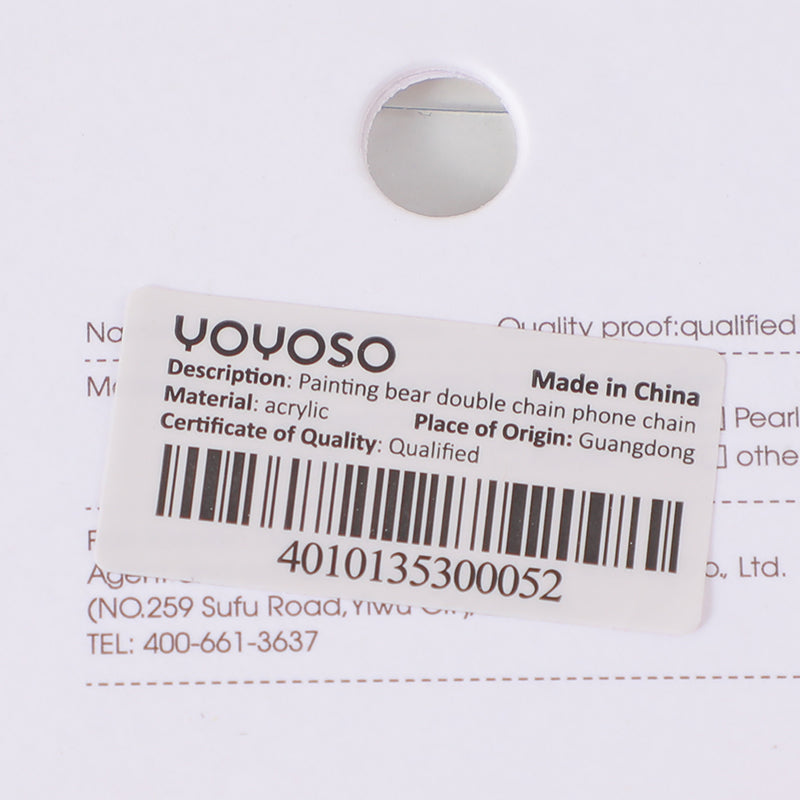 Quality proof:qualified
YOYOSO
Made in China
Description: Painting bear double chain phone chain
Material: acrylic
Place of Origin: Guangdong
Certificate of Quality: Qualified
4010135300052
Pearl
Ltd.
(NO.259 Sufu Road,Yiwu
TEL: 400-661-3637